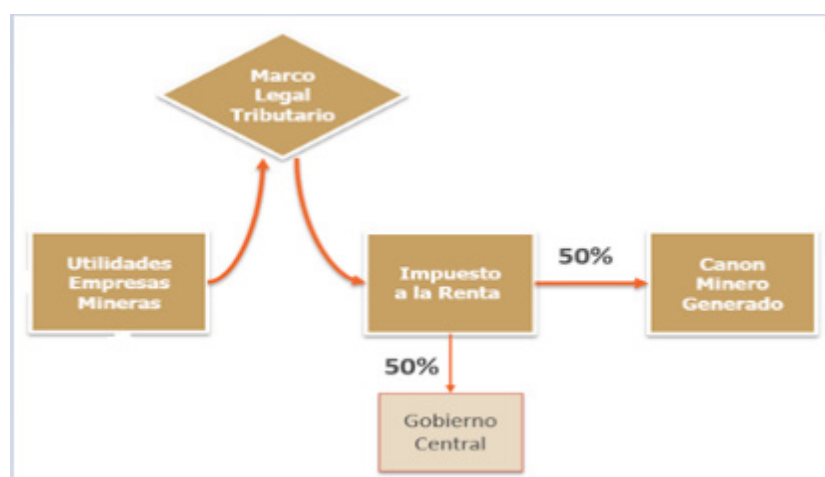 Marco
Legal
Tributario
Utilidades
Empresas
Mineras
Impuesto
a la Renta
50%
Canon
Minero
Generado
50%
Gobierno
Central